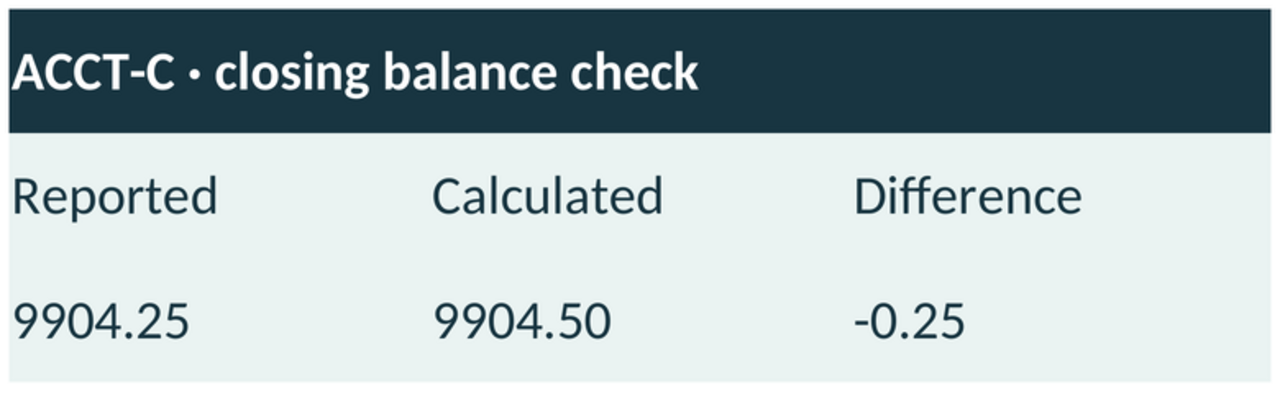 ACCT-C · closing balance check
Reported Calculated Difference
9904.25 9904.50 -0.25